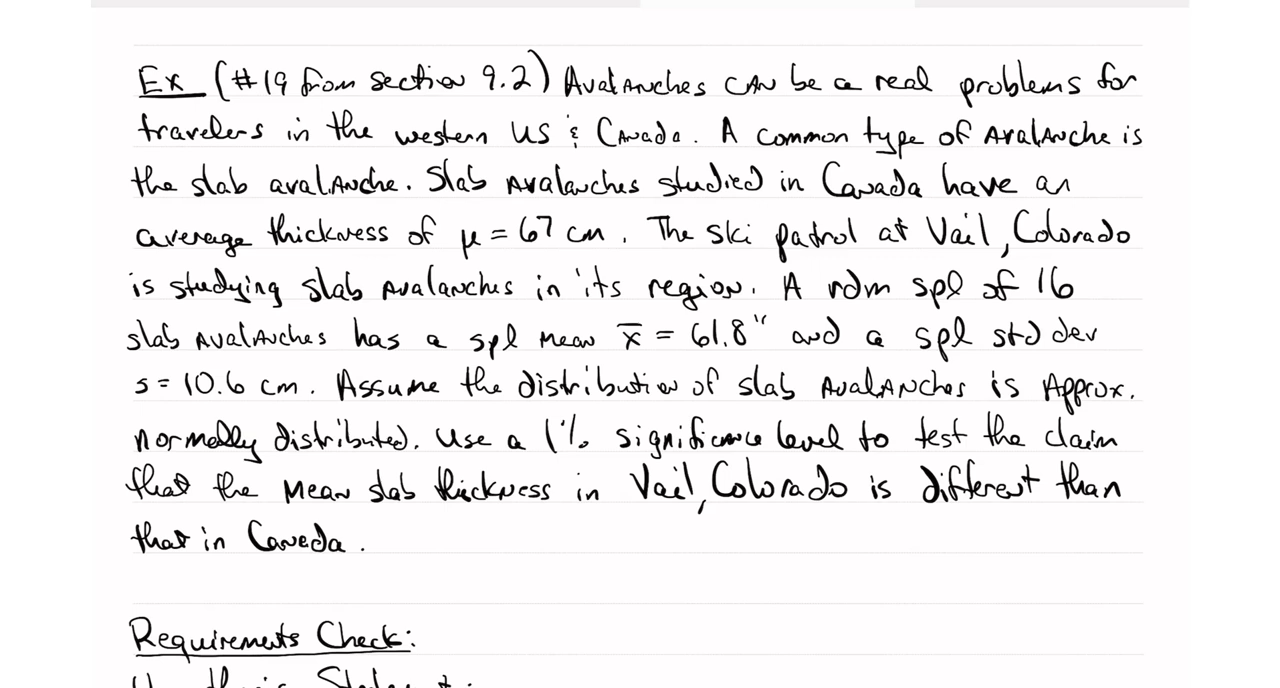 Ex (#19 from section 9.2) Avalanches can be a real problems for
travelers in the western US & Canada. A common type of avalanche is
the slab avalanche. Slab avalanches studied in Canada have an
average thickness of μ = 67 cm. The ski patrol at Vail, Colorado
is studying slab avalanches in its region. A rdm spl of 16
slab avalanches has a spl mean x̄ = 61.8" and a spl std dev
s = 10.6 cm. Assume the distribution of slab avalanches is approx.
normally distributed. Use a 1% significance level to test the claim
that the mean slab thickness in Vail, Colorado is different than
that in Canada.
Requirements Check: